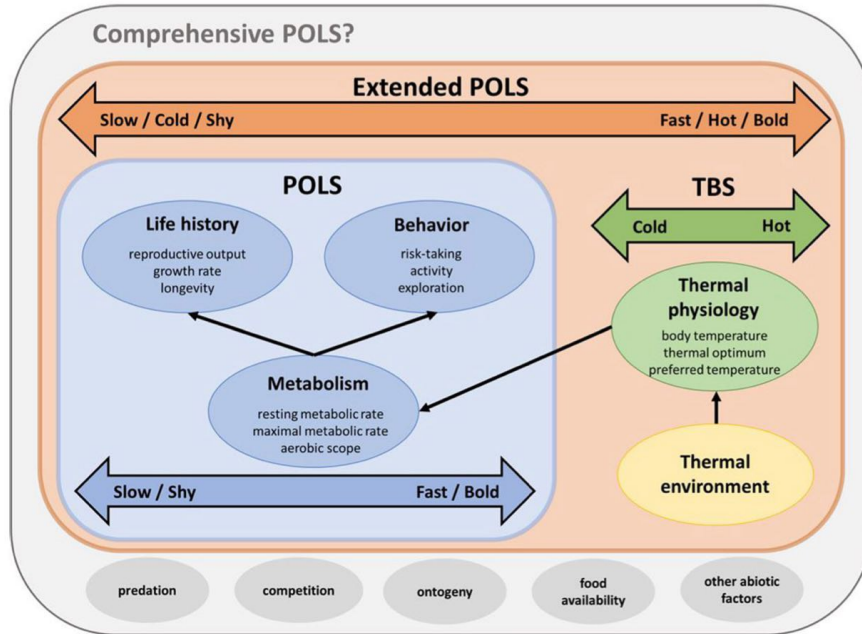 Comprehensive POLS?
Extended POLS
Slow / Cold / Shy
Fast / Hot / Bold
POLS
TBS
Cold
Hot
Life history
reproductive output
growth rate
longevity
Behavior
risk-taking
activity
exploration
Thermal
physiology
body temperature
thermal optimum
preferred temperature
Metabolism
resting metabolic rate
maximal metabolic rate
aerobic scope
Thermal
environment
Slow / Shy
Fast / Bold
predation
competition
ontogeny
food
availability
other abiotic
factors